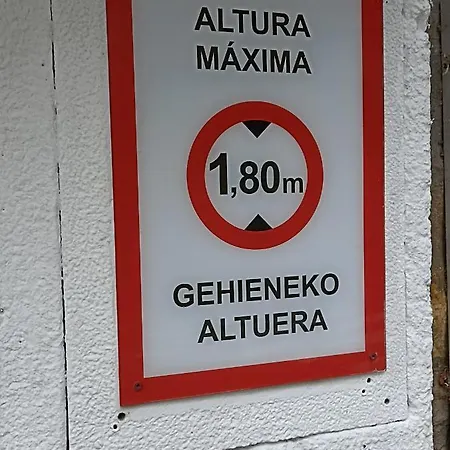 ALTURA
MÁXIMA
1,80m
GEHIENEKO
ALTUERA